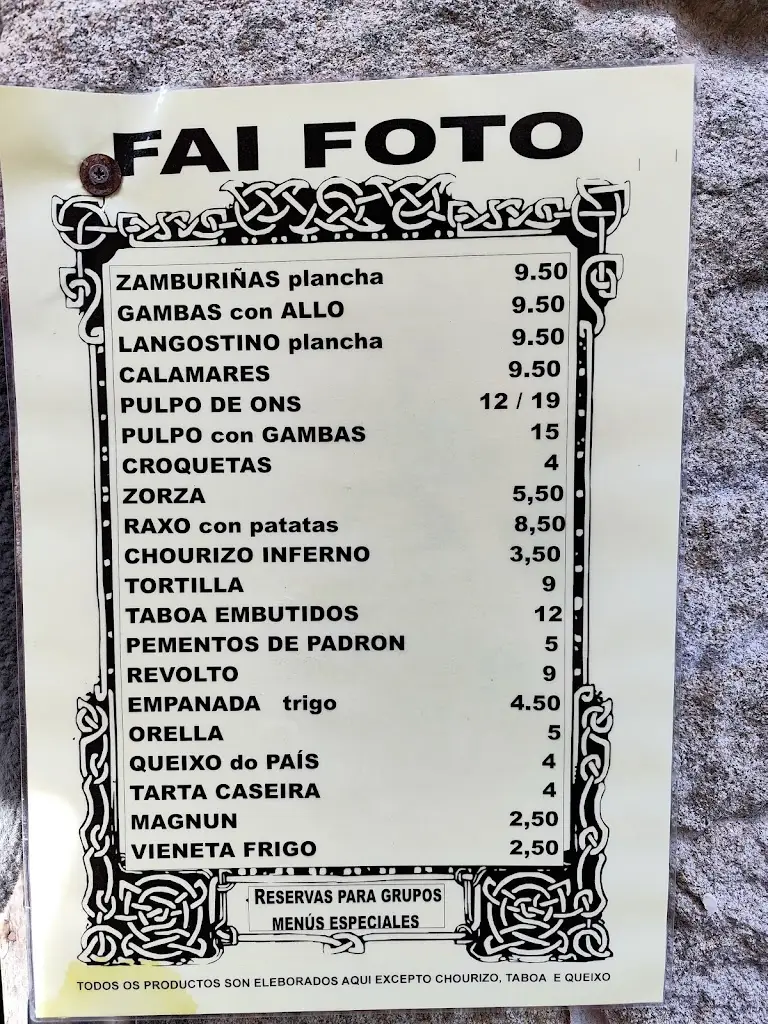 FAI FOTO
ZAMBURIÑAS plancha 9.50
GAMBAS con ALLO 9.50
LANGOSTINO plancha 9.50
CALAMARES 9.50
PULPO DE ONS 12 / 19
PULPO con GAMBAS 15
CROQUETAS 4
ZORZA 5,50
RAXO con patatas 8,50
CHOURIZO INFERNO 3,50
TORTILLA 9
TABOA EMBUTIDOS 12
PEMENTOS DE PADRON 5
REVOLTO 9
EMPANADA trigo 4.50
ORELLA 5
QUEIXO do PAÍS 4
TARTA CASEIRA 4
MAGNUN 2,50
VIENETA FRIGO 2,50
RESERVAS PARA GRUPOS
MENÚS ESPECIALES
TODOS OS PRODUCTOS SON ELEBORADOS AQUI EXCEPTO CHOURIZO, TABOA E QUEIXO